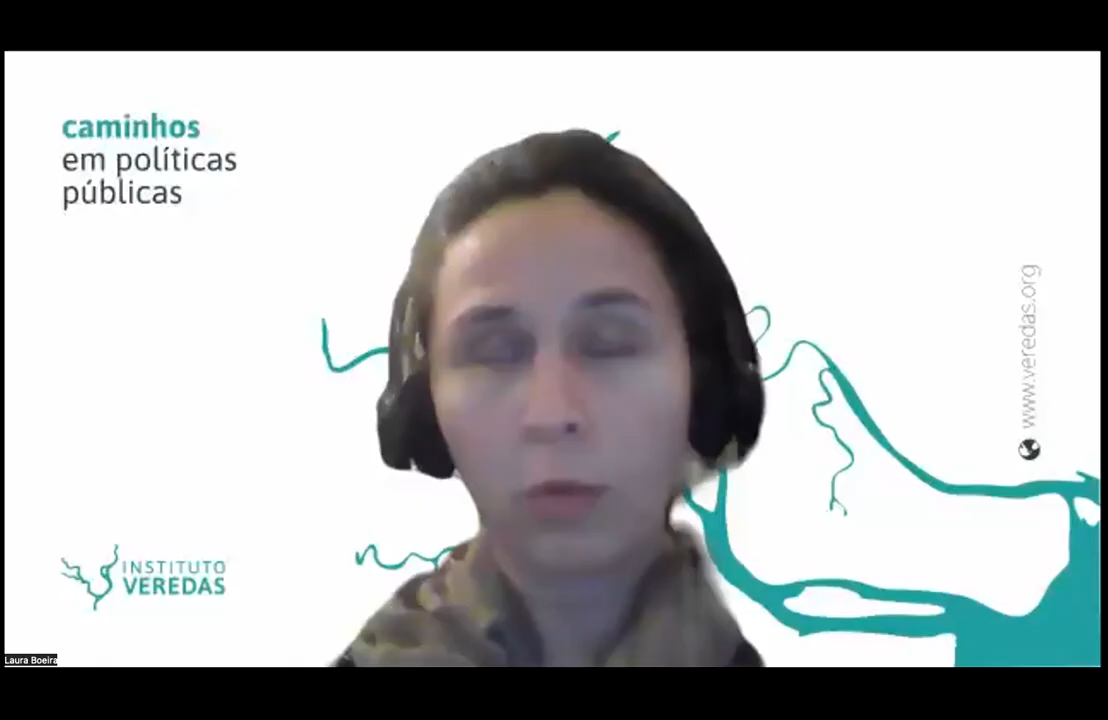 caminhos
em políticas
públicas
www.veredas.org
INSTITUTO
VEREDAS
Laura Boeira